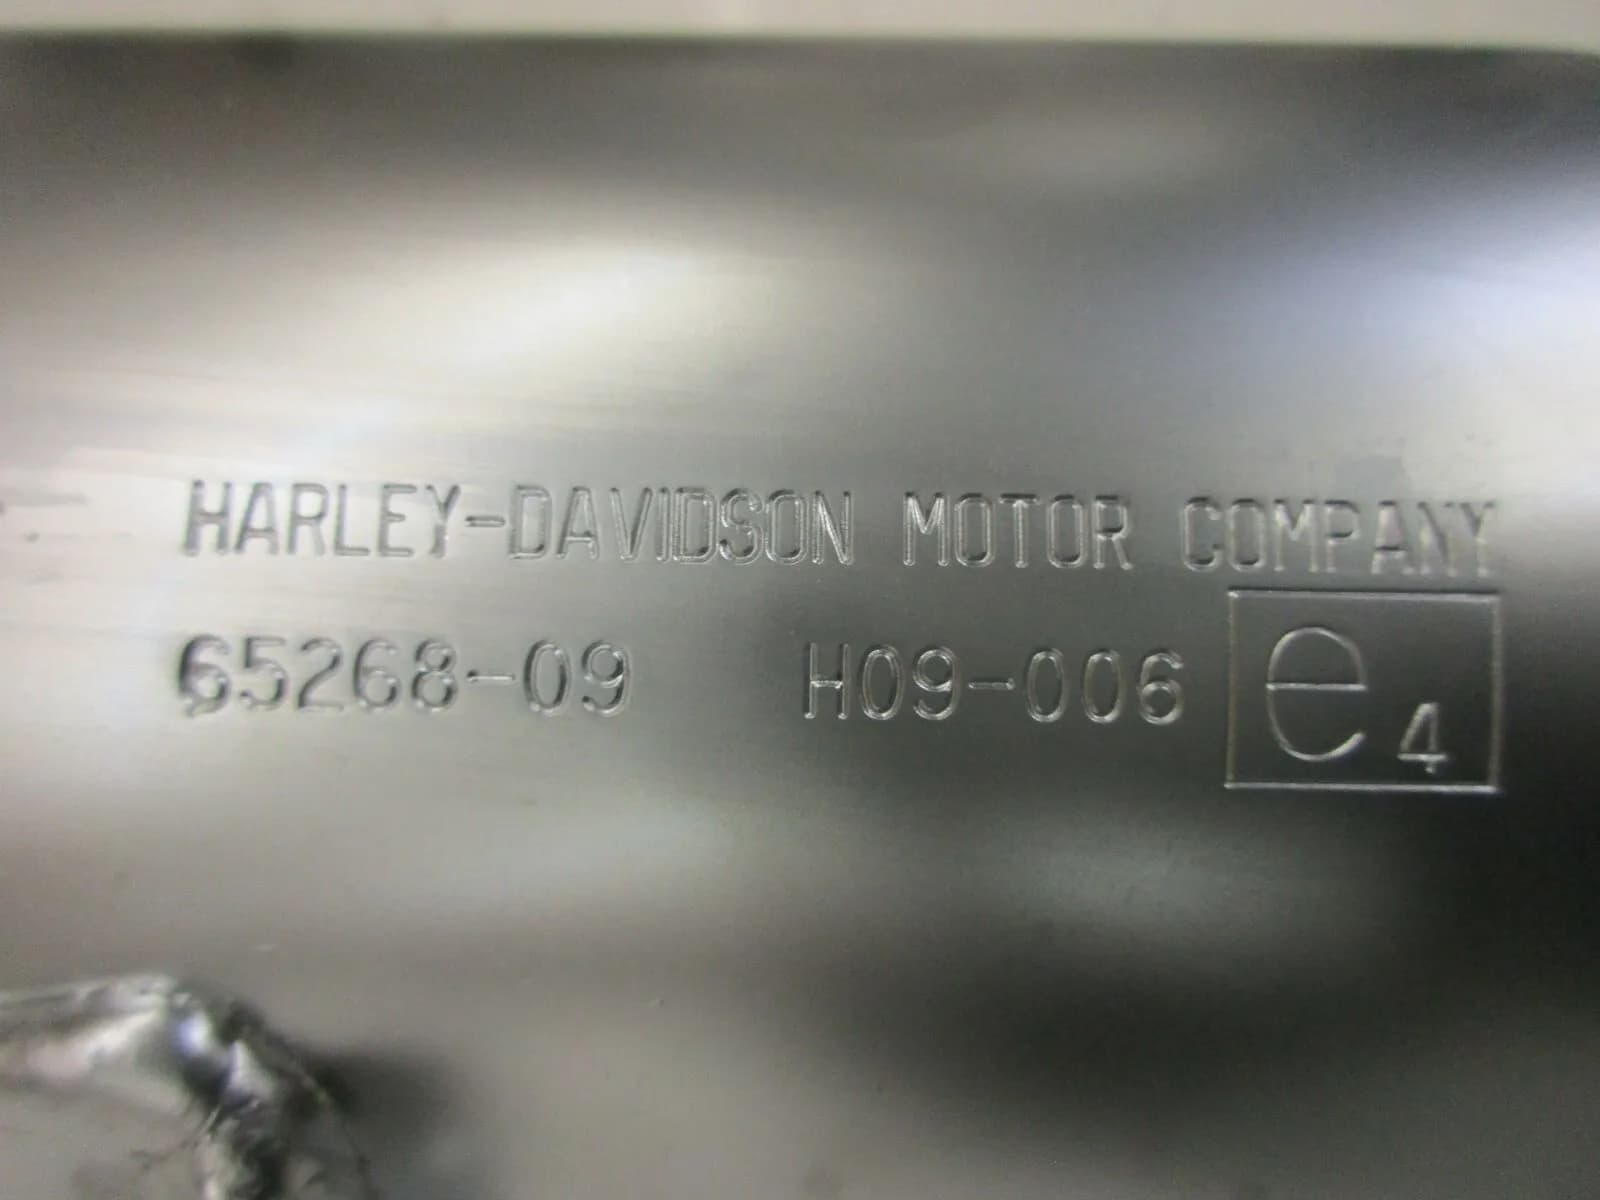 HARLEY-DAVIDSON MOTOR COMPANY
65268-09 H09-006 e4